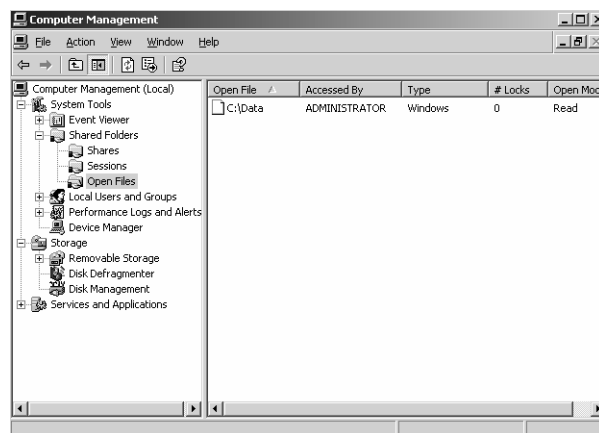 Computer Management
File Action View Window Help
Computer Management (Local)
System Tools
Event Viewer
Shared Folders
Shares
Sessions
Open Files
Local Users and Groups
Performance Logs and Alerts
Device Manager
Storage
Removable Storage
Disk Defragmenter
Disk Management
Services and Applications
Open File Accessed By Type # Locks Open Mod
C:\Data ADMINISTRATOR Windows 0 Read